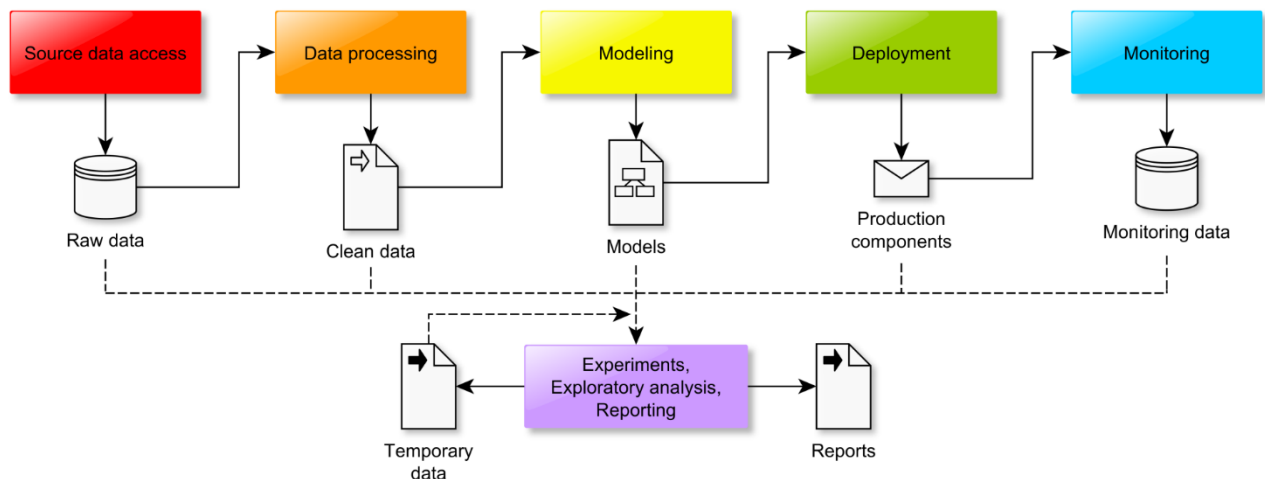 Source data access
Data processing
Modeling
Deployment
Monitoring
Raw data
Clean data
Models
Production
components
Monitoring data
Experiments,
Exploratory analysis,
Reporting
Temporary
data
Reports